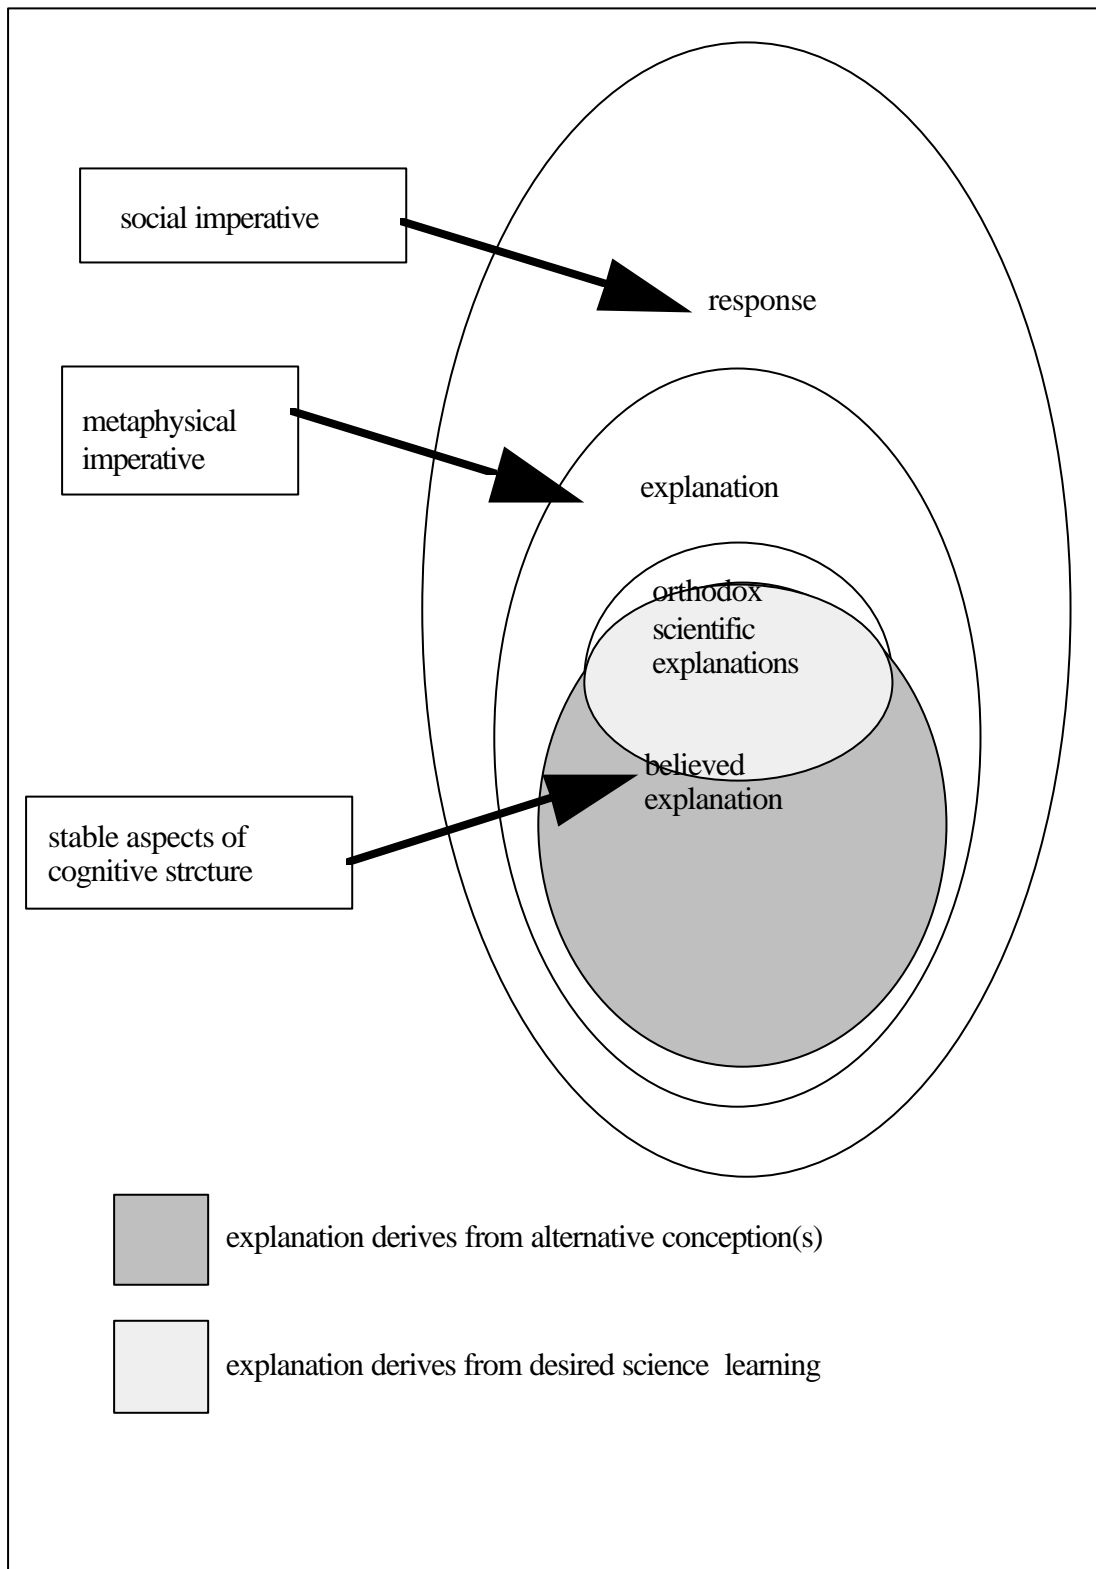 social imperative
response
metaphysical
imperative
explanation
orthodox
scientific
explanations
believed
explanation
stable aspects of
cognitive strcture
explanation derives from alternative conception(s)
explanation derives from desired science learning